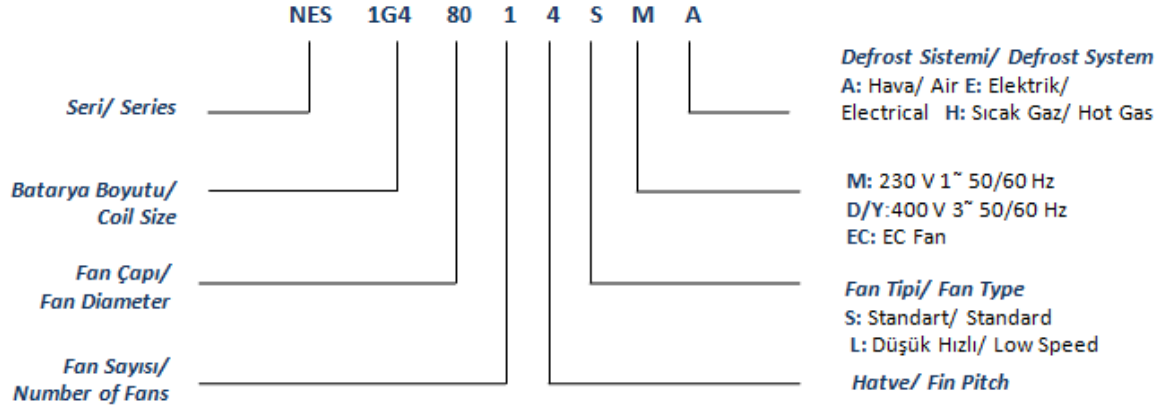 NES 1G4 80 1 4 S M A
Seri/ Series
Batarya Boyutu/
Coil Size
Fan Çapı/
Fan Diameter
Fan Sayısı/
Number of Fans
Defrost Sistemi/ Defrost System
A: Hava/ Air E: Elektrik/
Electrical H: Sıcak Gaz/ Hot Gas
M: 230 V 1~ 50/60 Hz
D/Y:400 V 3~ 50/60 Hz
EC: EC Fan
Fan Tipi/ Fan Type
S: Standart/ Standard
L: Düşük Hızlı/ Low Speed
Hatve/ Fin Pitch